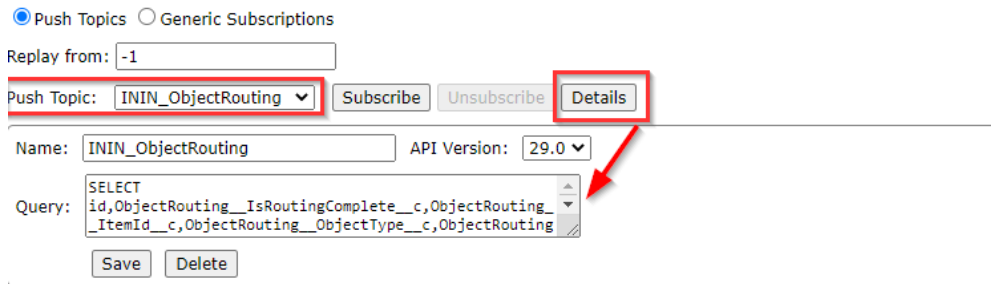 Push Topics Generic Subscriptions
Replay from: -1
Push Topic: ININ_ObjectRouting Subscribe Unsubscribe Details
Name: ININ_ObjectRouting API Version: 29.0
Query: SELECT
id,ObjectRouting__IsRoutingComplete__c,ObjectRouting_
_ItemId__c,ObjectRouting__ObjectType__c,ObjectRouting
Save Delete